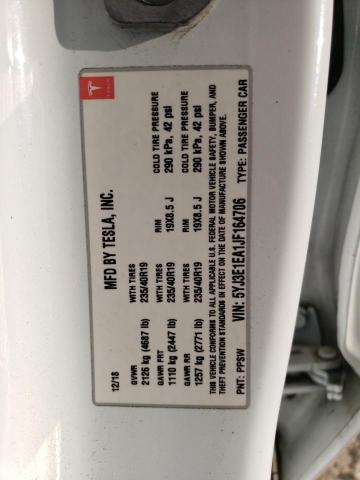 TESLA
MFD BY TESLA, INC.
12/18
GVWR WITH TIRES RIM COLD TIRE PRESSURE
2126 kg (4687 lb) 235/40R19 19X8.5 J 290 kPa, 42 psi
GAWR FRT WITH TIRES
1110 kg (2447 lb) 235/40R19
GAWR RR WITH TIRES RIM COLD TIRE PRESSURE
1257 kg (2771 lb) 235/40R19 19X8.5 J 290 kPa, 42 psi
THIS VEHICLE CONFORMS TO ALL APPLICABLE U.S. FEDERAL MOTOR VEHICLE SAFETY, BUMPER, AND
THEFT PREVENTION STANDARDS IN EFFECT ON THE DATE OF MANUFACTURE SHOWN ABOVE.
PNT: PPSW VIN: 5YJ3E1EA1JF164706 TYPE: PASSENGER CAR